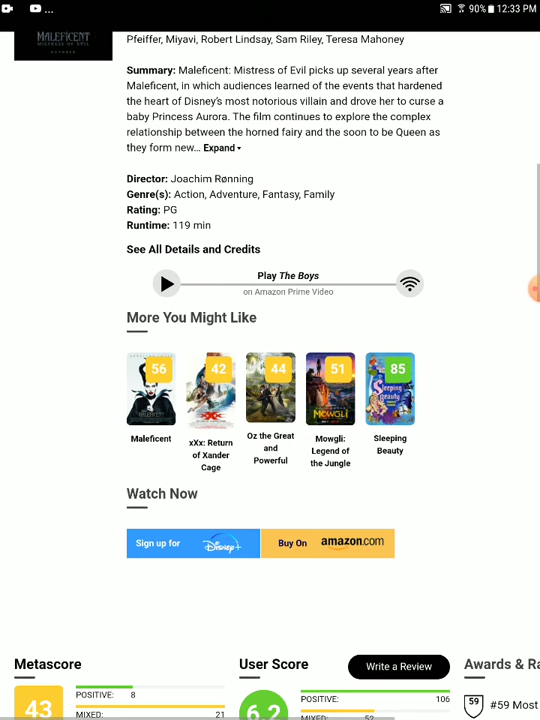 ... 90% 12:33 PM
MALEFICENT
MISTRESS OF EVIL
OCTOBER
Pfeiffer, Miyavi, Robert Lindsay, Sam Riley, Teresa Mahoney
Summary: Maleficent: Mistress of Evil picks up several years after
Maleficent, in which audiences learned of the events that hardened
the heart of Disney's most notorious villain and drove her to curse a
baby Princess Aurora. The film continues to explore the complex
relationship between the horned fairy and the soon to be Queen as
they form new... Expand
Director: Joachim Rønning
Genre(s): Action, Adventure, Fantasy, Family
Rating: PG
Runtime: 119 min
See All Details and Credits
Play The Boys
on Amazon Prime Video
More You Might Like
56 42 44 51 85
MOWGLI
Sleeping Beauty
Maleficent
xXx: Return of Xander Cage
Oz the Great and Powerful
Mowgli: Legend of the Jungle
Sleeping Beauty
Watch Now
Sign up for Disney+
Buy On amazon.com
Metascore
43
POSITIVE: 8
MIXED: 21
User Score
Write a Review
6.2
POSITIVE: 106
MIXED: 52
Awards & Ra
59
#59 Most